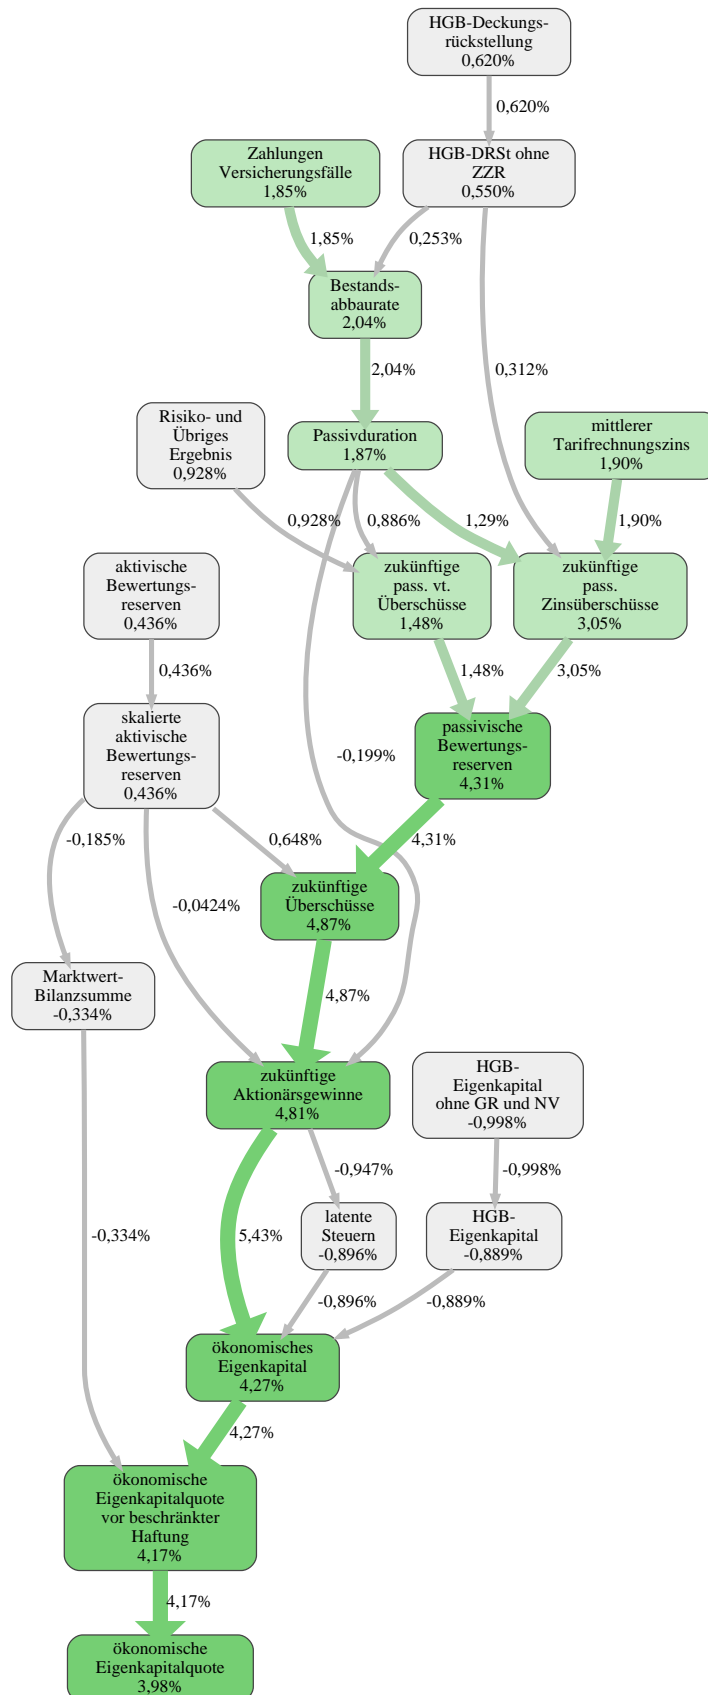 HGB-Deckungs-
rückstellung
0,620%
0,620%
Zahlungen
Versicherungsfälle
1,85%
HGB-DRSt ohne
ZZR
0,550%
1,85%
0,253%
Bestands-
abbaurate
2,04%
2,04%
0,312%
Risiko- und
Übriges
Ergebnis
0,928%
Passivduration
1,87%
mittlerer
Tarifrechnungszins
1,90%
0,928%
0,886%
1,29%
1,90%
aktivische
Bewertungs-
reserven
0,436%
zukünftige
pass. vt.
Überschüsse
1,48%
zukünftige
pass.
Zinsüberschüsse
3,05%
0,436%
1,48%
3,05%
skalierte
aktivische
Bewertungs-
reserven
0,436%
-0,199%
passivische
Bewertungs-
reserven
4,31%
-0,185%
0,648%
4,31%
-0,0424%
zukünftige
Überschüsse
4,87%
Marktwert-
Bilanzsumme
-0,334%
4,87%
zukünftige
Aktionärsgewinne
4,81%
HGB-
Eigenkapital
ohne GR und NV
-0,998%
-0,947%
-0,998%
-0,334%
5,43%
latente
Steuern
-0,896%
HGB-
Eigenkapital
-0,889%
-0,896%
-0,889%
ökonomisches
Eigenkapital
4,27%
4,27%
ökonomische
Eigenkapitalquote
vor beschränkter
Haftung
4,17%
4,17%
ökonomische
Eigenkapitalquote
3,98%